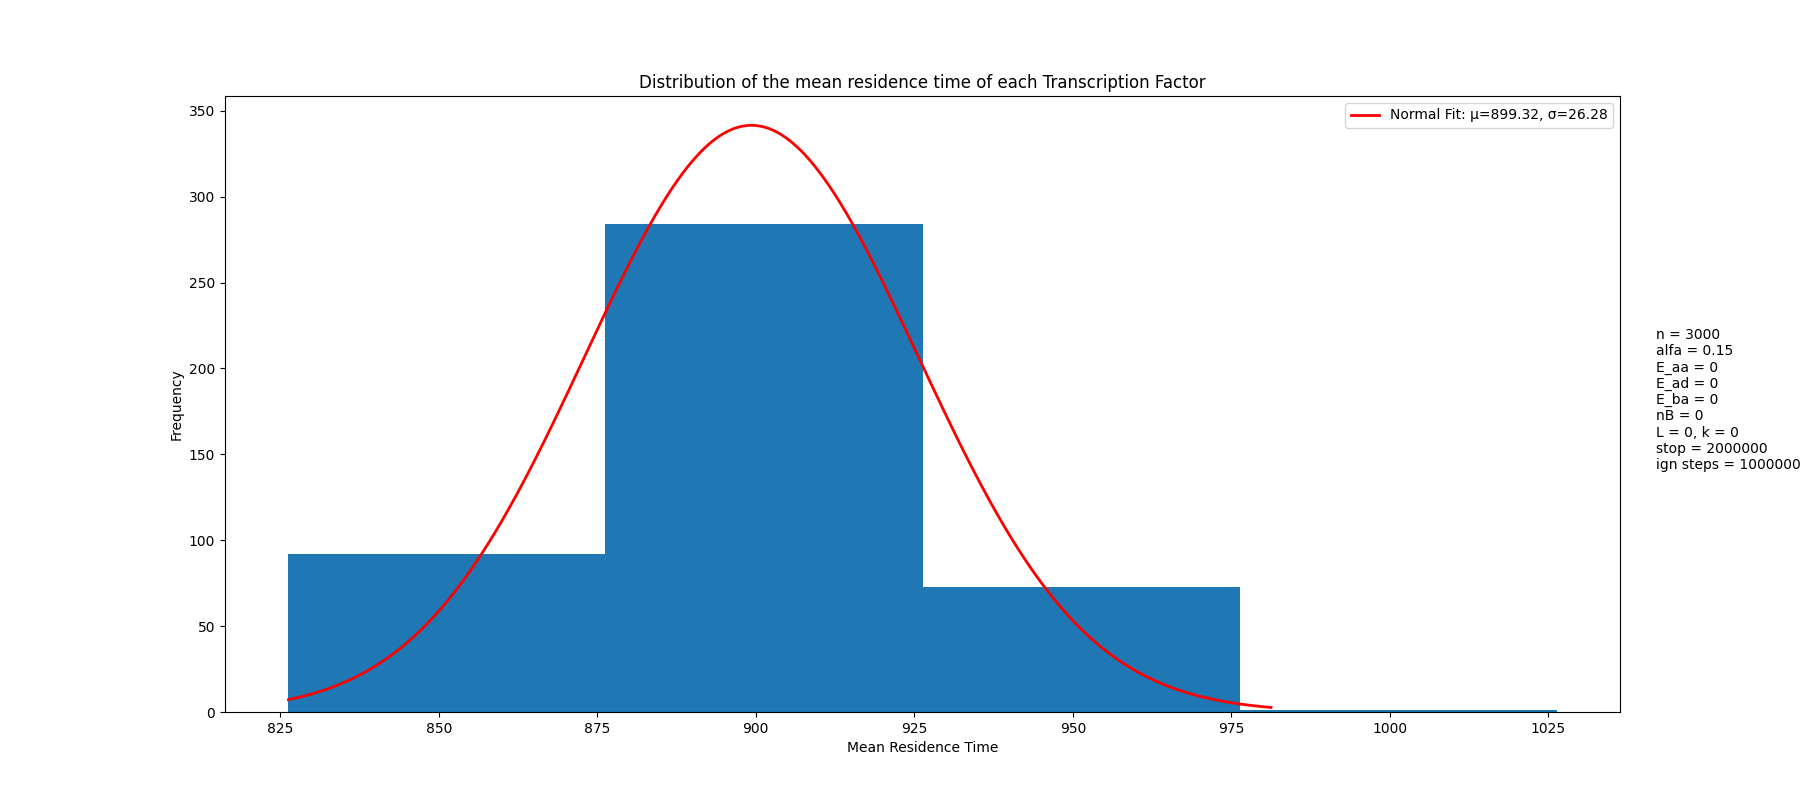 Distribution of the mean residence time of each Transcription Factor
Normal Fit: μ=899.32, σ=26.28
350
300
250
200
150
100
50
0
Frequency
825 850 875 900 925 950 975 1000 1025
Mean Residence Time
n = 3000
alfa = 0.15
E_aa = 0
E_ad = 0
E_ba = 0
nB = 0
L = 0, k = 0
stop = 2000000
ign steps = 1000000